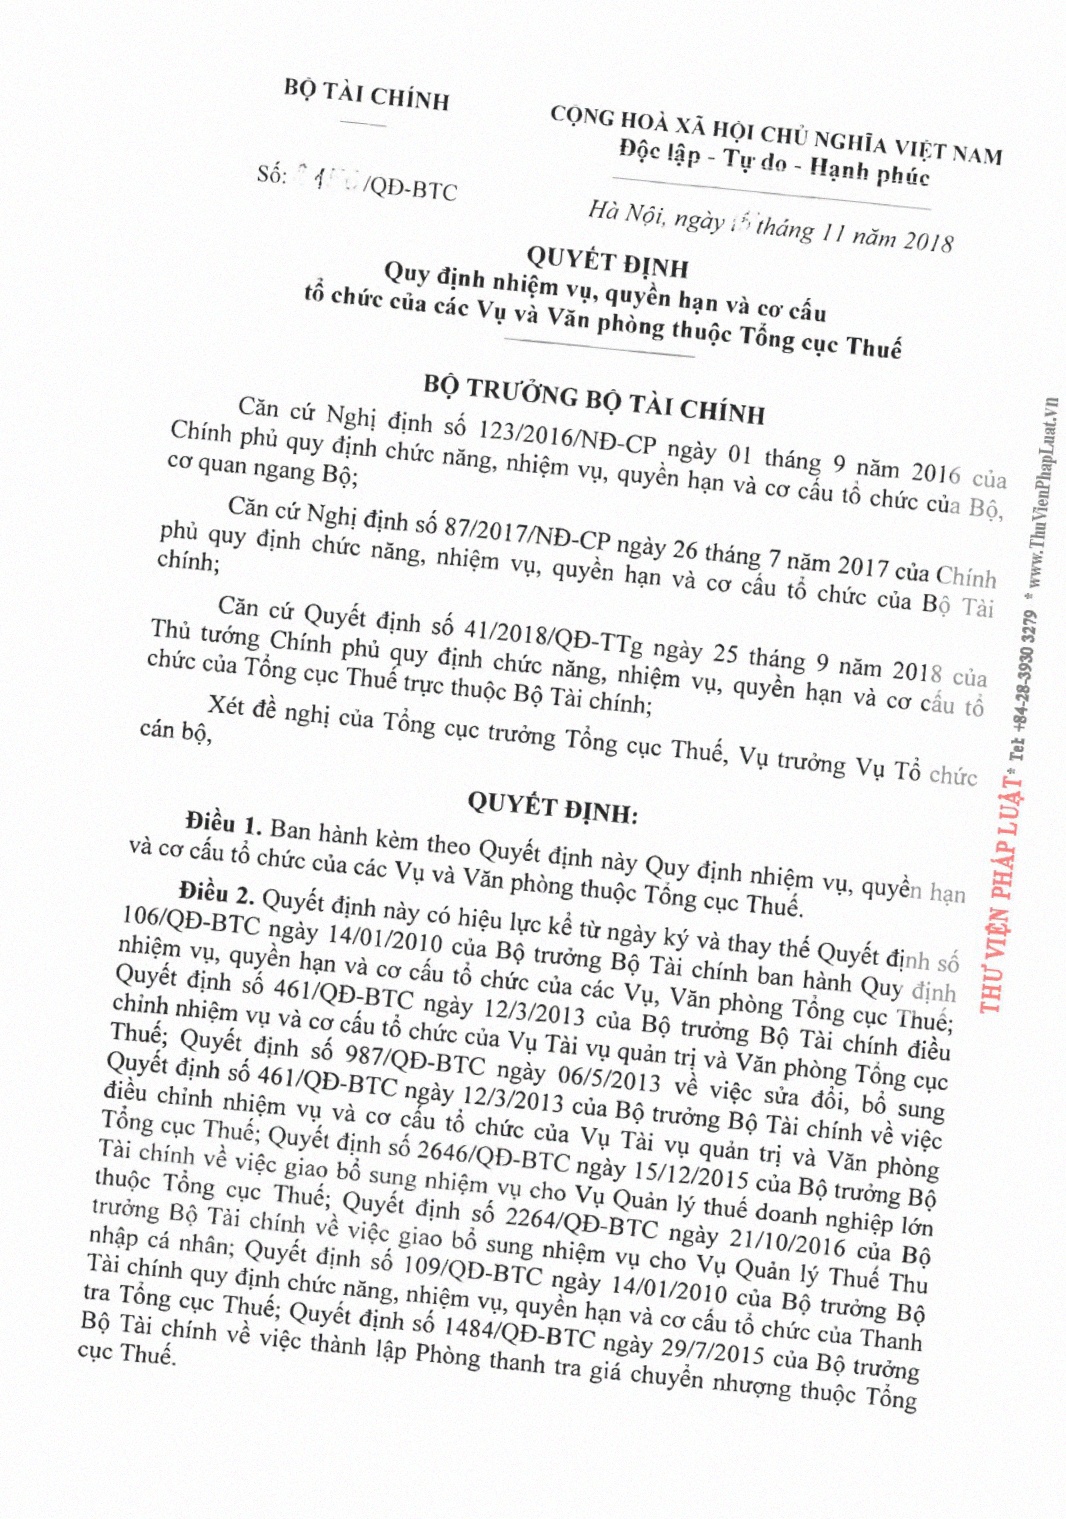 BỘ TÀI CHÍNH
CỘNG HOÀ XÃ HỘI CHỦ NGHĨA VIỆT NAM
Độc lập - Tự do - Hạnh phúc
Số: /QĐ-BTC
Hà Nội, ngày 15 tháng 11 năm 2018
QUYẾT ĐỊNH
Quy định nhiệm vụ, quyền hạn và cơ cấu
tổ chức của các Vụ và Văn phòng thuộc Tổng cục Thuế
BỘ TRƯỞNG BỘ TÀI CHÍNH
Căn cứ Nghị định số 123/2016/NĐ-CP ngày 01 tháng 9 năm 2016 của
Chính phủ quy định chức năng, nhiệm vụ, quyền hạn và cơ cấu tổ chức của Bộ,
cơ quan ngang Bộ;
Căn cứ Nghị định số 87/2017/NĐ-CP ngày 26 tháng 7 năm 2017 của Chính
phủ quy định chức năng, nhiệm vụ, quyền hạn và cơ cấu tổ chức của Bộ Tài
chính;
Căn cứ Quyết định số 41/2018/QĐ-TTg ngày 25 tháng 9 năm 2018 của
Thủ tướng Chính phủ quy định chức năng, nhiệm vụ, quyền hạn và cơ cấu tổ
chức của Tổng cục Thuế trực thuộc Bộ Tài chính;
Xét đề nghị của Tổng cục trưởng Tổng cục Thuế, Vụ trưởng Vụ Tổ chức
cán bộ,
QUYẾT ĐỊNH:
Điều 1. Ban hành kèm theo Quyết định này Quy định nhiệm vụ, quyền hạn
và cơ cấu tổ chức của các Vụ và Văn phòng thuộc Tổng cục Thuế.
Điều 2. Quyết định này có hiệu lực kể từ ngày ký và thay thế Quyết định số
106/QĐ-BTC ngày 14/01/2010 của Bộ trưởng Bộ Tài chính ban hành Quy định
nhiệm vụ, quyền hạn và cơ cấu tổ chức của các Vụ, Văn phòng Tổng cục Thuế;
Quyết định số 461/QĐ-BTC ngày 12/3/2013 của Bộ trưởng Bộ Tài chính điều
chỉnh nhiệm vụ và cơ cấu tổ chức của Vụ Tài vụ quản trị và Văn phòng Tổng cục
Thuế; Quyết định số 987/QĐ-BTC ngày 06/5/2013 về việc sửa đổi, bổ sung
Quyết định số 461/QĐ-BTC ngày 12/3/2013 của Bộ trưởng Bộ Tài chính về việc
điều chỉnh nhiệm vụ và cơ cấu tổ chức của Vụ Tài vụ quản trị và Văn phòng
Tổng cục Thuế; Quyết định số 2646/QĐ-BTC ngày 15/12/2015 của Bộ trưởng Bộ
Tài chính về việc giao bổ sung nhiệm vụ cho Vụ Quản lý thuế doanh nghiệp lớn
thuộc Tổng cục Thuế; Quyết định số 2264/QĐ-BTC ngày 21/10/2016 của Bộ
trưởng Bộ Tài chính về việc giao bổ sung nhiệm vụ cho Vụ Quản lý Thuế Thu
nhập cá nhân; Quyết định số 109/QĐ-BTC ngày 14/01/2010 của Bộ trưởng Bộ
Tài chính quy định chức năng, nhiệm vụ, quyền hạn và cơ cấu tổ chức của Thanh
tra Tổng cục Thuế; Quyết định số 1484/QĐ-BTC ngày 29/7/2015 của Bộ trưởng
Bộ Tài chính về việc thành lập Phòng thanh tra giá chuyển nhượng thuộc Tổng
cục Thuế.
THƯ VIỆN PHÁP LUẬT * Tel: +84-28-3930 3279 * www.ThuVienPhapLuat.vn